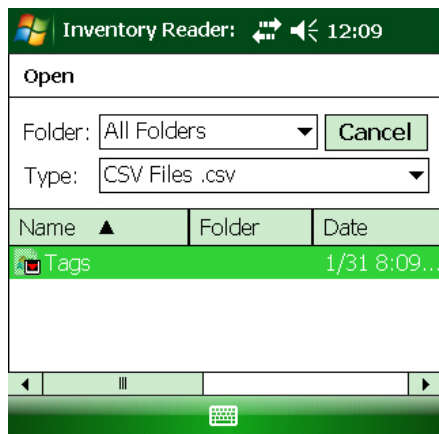 Inventory Reader: 12:09
Open
Folder: All Folders Cancel
Type: CSV Files .csv
Name Folder Date
Tags 1/31 8:09...